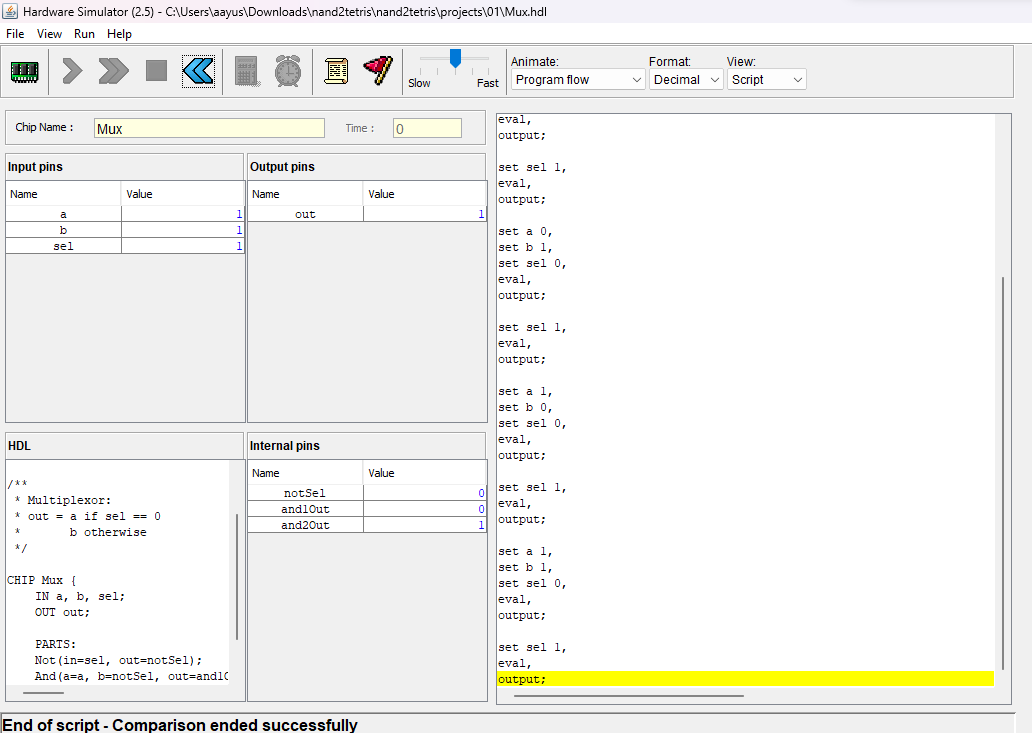 Hardware Simulator (2.5) - C:\Users\aayus\Downloads\nand2tetris\nand2tetris\projects\01\Mux.hdl
File View Run Help
Slow Fast
Animate: Format: View:
Program flow Decimal Script
Chip Name : Mux Time : 0
Input pins
Name Value
a 1
b 1
sel 1
Output pins
Name Value
out 1
HDL
/**
* Multiplexor:
* out = a if sel == 0
* b otherwise
*/
CHIP Mux {
IN a, b, sel;
OUT out;
PARTS:
Not(in=sel, out=notSel);
And(a=a, b=notSel, out=and1O
Internal pins
Name Value
notSel 0
and1Out 0
and2Out 1
eval,
output;
set sel 1,
eval,
output;
set a 0,
set b 1,
set sel 0,
eval,
output;
set sel 1,
eval,
output;
set a 1,
set b 0,
set sel 0,
eval,
output;
set sel 1,
eval,
output;
set a 1,
set b 1,
set sel 0,
eval,
output;
set sel 1,
eval,
output;
End of script - Comparison ended successfully